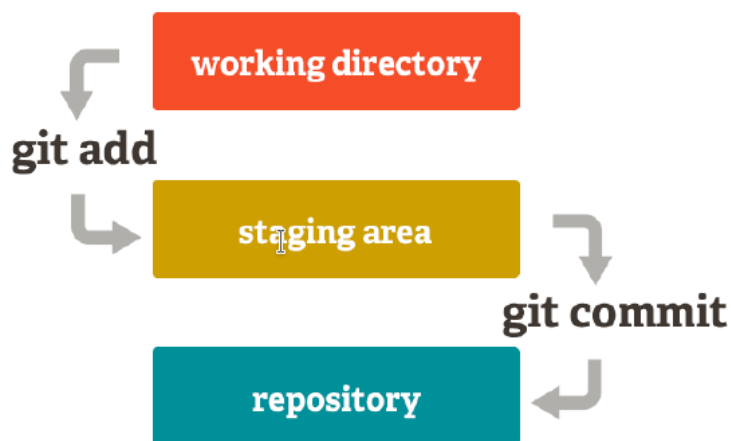 working directory
git add
staging area
git commit
repository